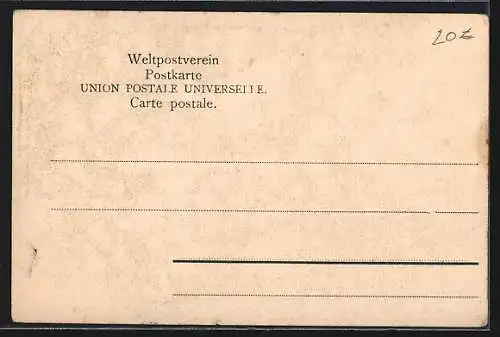 20€
Weltpostverein
Postkarte
UNION POSTALE UNIVERSELLE.
Carte postale.